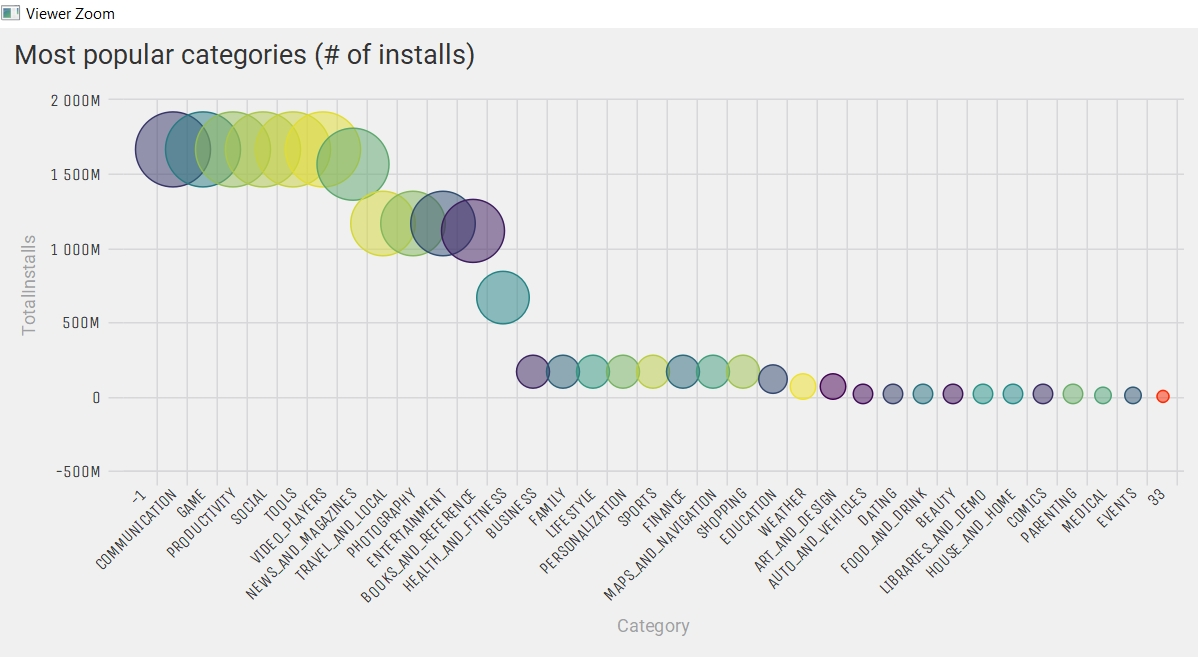 Viewer Zoom
Most popular categories (# of installs)
2 000M
1 500M
1 000M
500M
0
-500M
TotalInstalls
-1
COMMUNICATION
GAME
PRODUCTIVITY
SOCIAL
TOOLS
VIDEO_PLAYERS
NEWS_AND_MAGAZINES
TRAVEL_AND_LOCAL
PHOTOGRAPHY
ENTERTAINMENT
BOOKS_AND_REFERENCE
HEALTH_AND_FITNESS
BUSINESS
FAMILY
LIFESTYLE
PERSONALIZATION
SPORTS
FINANCE
MAPS_AND_NAVIGATION
SHOPPING
EDUCATION
WEATHER
ART_AND_DESIGN
AUTO_AND_VEHICLES
DATING
FOOD_AND_DRINK
BEAUTY
LIBRARIES_AND_DEMO
HOUSE_AND_HOME
COMICS
PARENTING
MEDICAL
EVENTS
33
Category